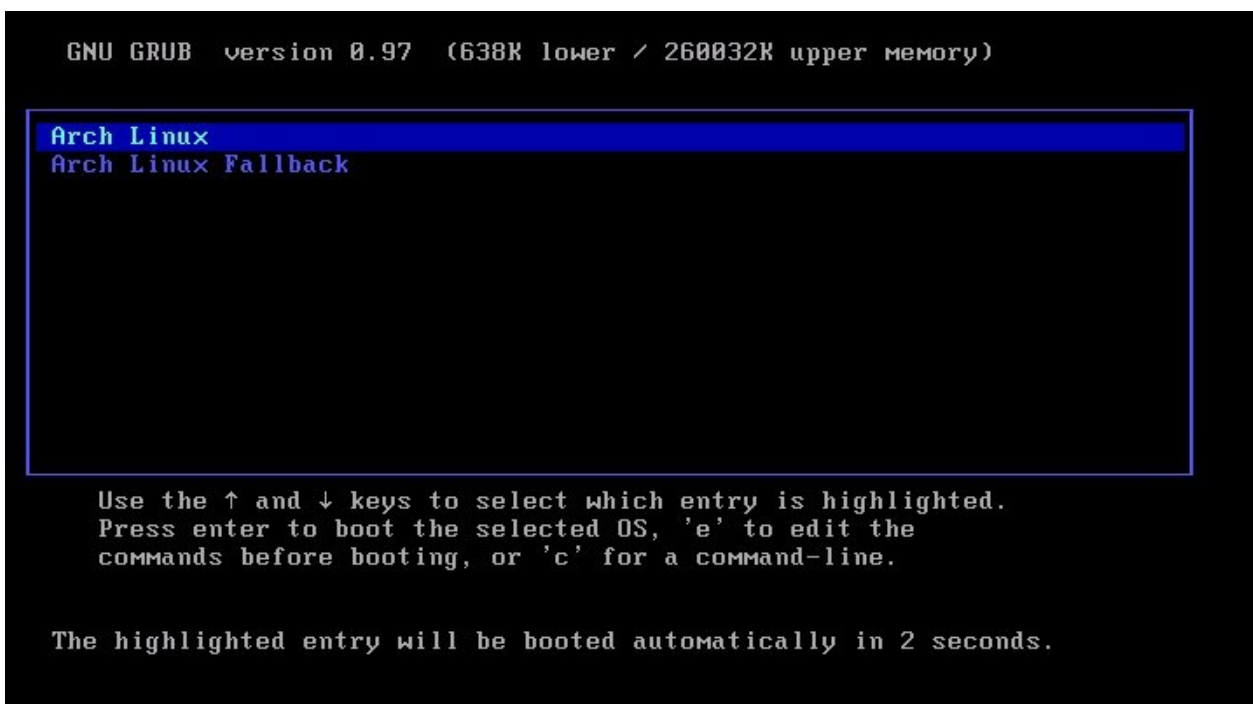 GNU GRUB version 0.97 (638K lower / 260032K upper memory)
Arch Linux
Arch Linux Fallback
Use the ↑ and ↓ keys to select which entry is highlighted.
Press enter to boot the selected OS, 'e' to edit the
commands before booting, or 'c' for a command-line.
The highlighted entry will be booted automatically in 2 seconds.